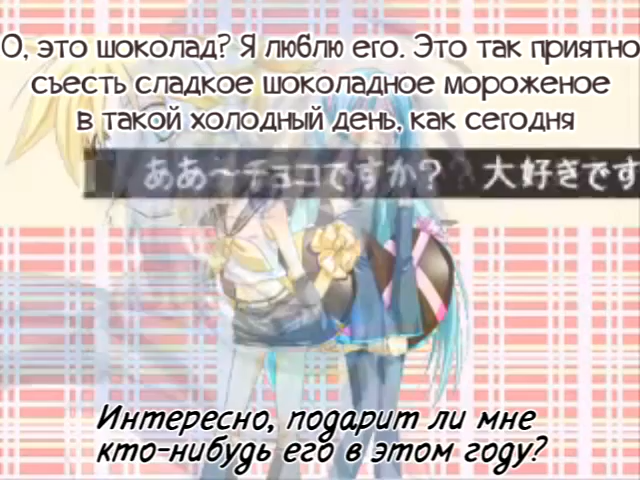 О, это шоколад? Я люблю его. Это так приятно
съесть сладкое шоколадное мороженое
в такой холодный день, как сегодня
ああ～チョコですか？ 大好きです
Интересно, подарит ли мне
кто-нибудь его в этом году?